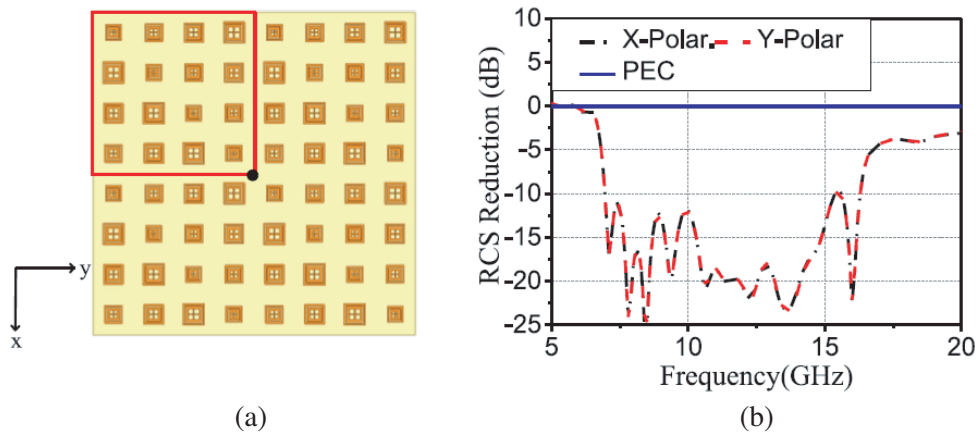 y
x
(a)
10
5
0
-5
-10
-15
-20
-25
RCS Reduction (dB)
X-Polar. Y-Polar
PEC
5 10 15 20
Frequency(GHz)
(b)